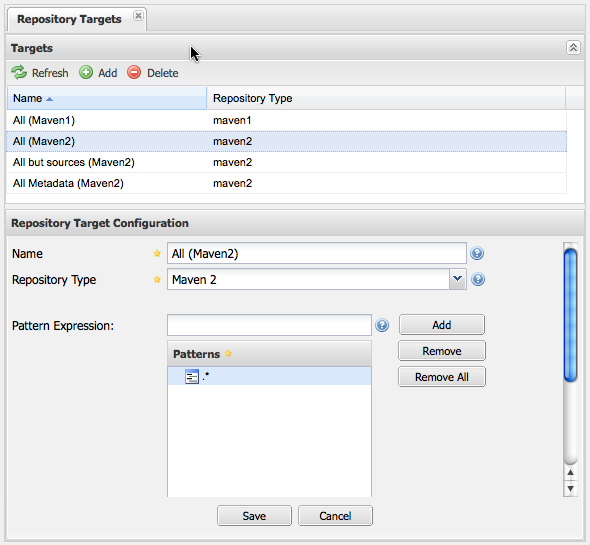 Repository Targets
Targets
Refresh Add Delete
Name Repository Type
All (Maven1) maven1
All (Maven2) maven2
All but sources (Maven2) maven2
All Metadata (Maven2) maven2
Repository Target Configuration
Name All (Maven2)
Repository Type Maven 2
Pattern Expression: Add
Remove
Patterns
Remove All
.*
Save Cancel